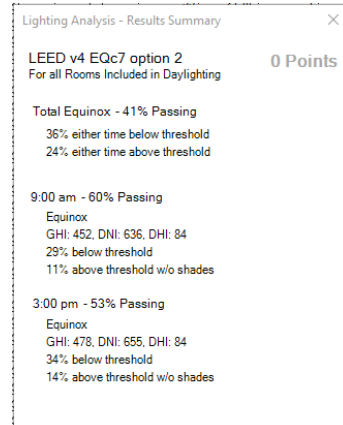 Lighting Analysis - Results Summary
LEED v4 EQc7 option 2
0 Points
For all Rooms Included in Daylighting
Total Equinox - 41% Passing
36% either time below threshold
24% either time above threshold
9:00 am - 60% Passing
Equinox
GHI: 452, DNI: 636, DHI: 84
29% below threshold
11% above threshold w/o shades
3:00 pm - 53% Passing
Equinox
GHI: 478, DNI: 655, DHI: 84
34% below threshold
14% above threshold w/o shades